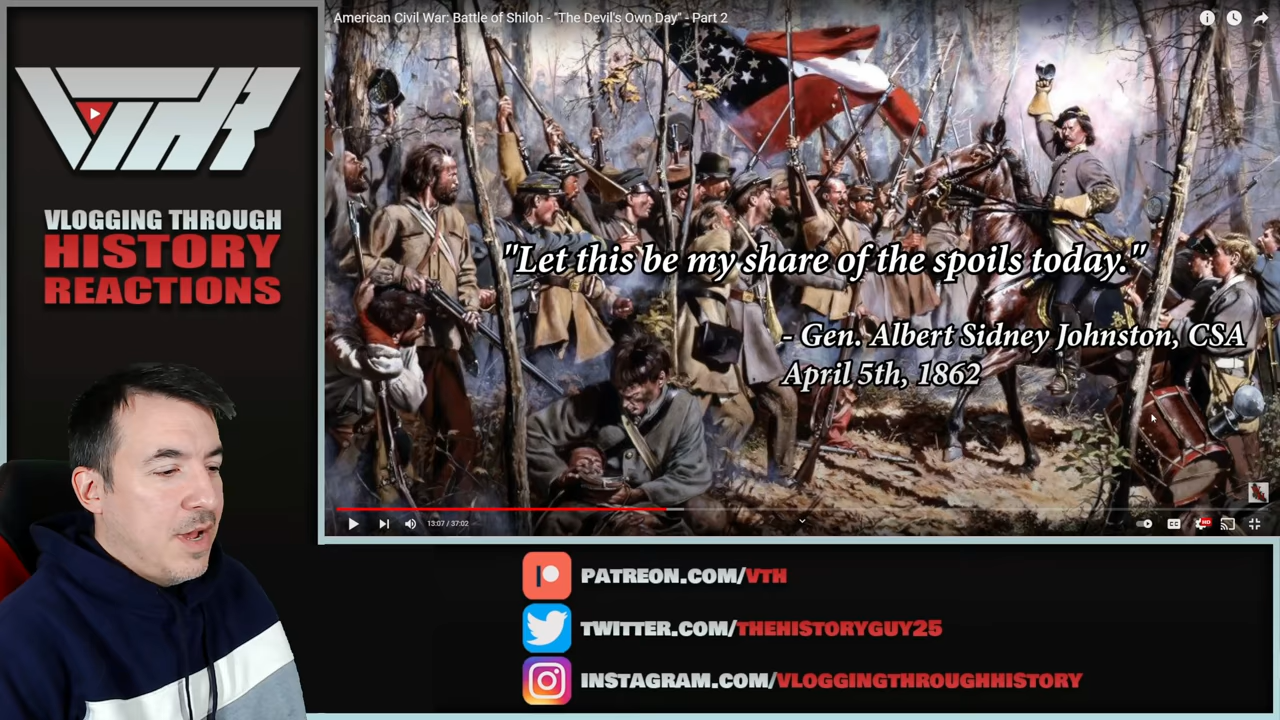 American Civil War: Battle of Shiloh - "The Devil's Own Day" - Part 2
VTHR
VLOGGING THROUGH
HISTORY
REACTIONS
"Let this be my share of the spoils today."
- Gen. Albert Sidney Johnston, CSA
April 5th, 1862
13:07 / 37:02
CC
HD
PATREON.COM/VTH
TWITTER.COM/THEHISTORYGUY25
INSTAGRAM.COM/VLOGGINGTHROUGHHISTORY